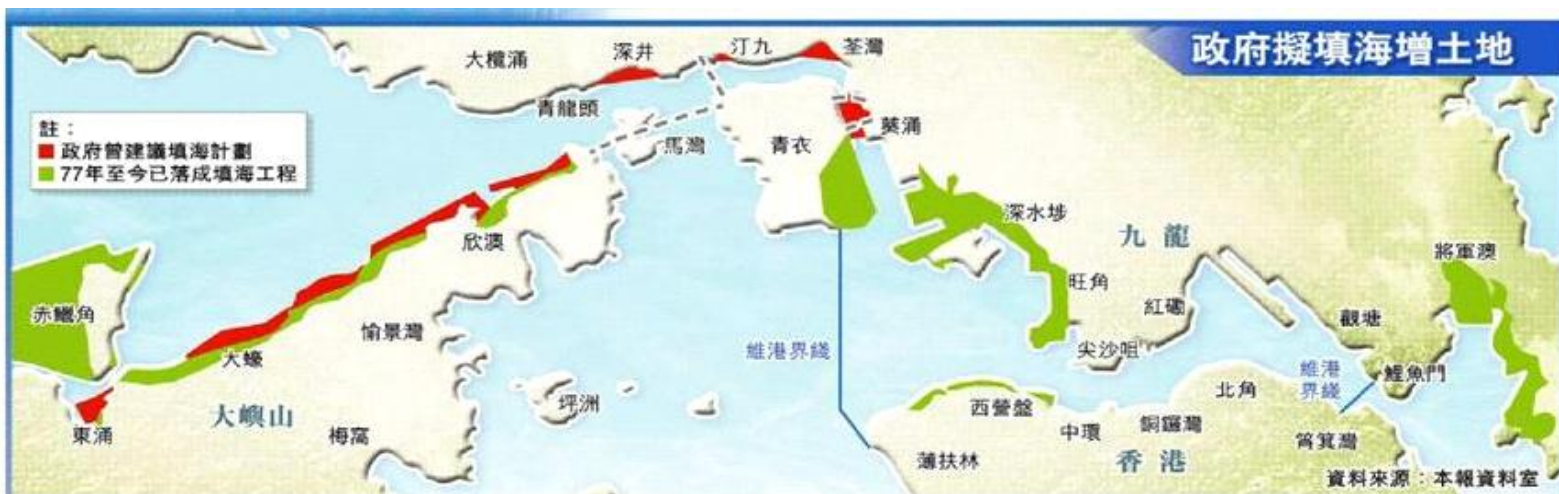 政府擬填海增土地
註：
政府曾建議填海計劃
77年至今已落成填海工程
大欖涌
深井
汀九
荃灣
青龍頭
馬灣
青衣
葵涌
欣澳
深水埗
九龍
將軍澳
赤鱲角
旺角
紅磡
觀塘
愉景灣
大蠔
維港界綫
尖沙咀
維港
界綫
鯉魚門
東涌
大嶼山
梅窩
坪洲
西營盤
中環
銅鑼灣
北角
筲箕灣
薄扶林
香港
資料來源：本報資料室